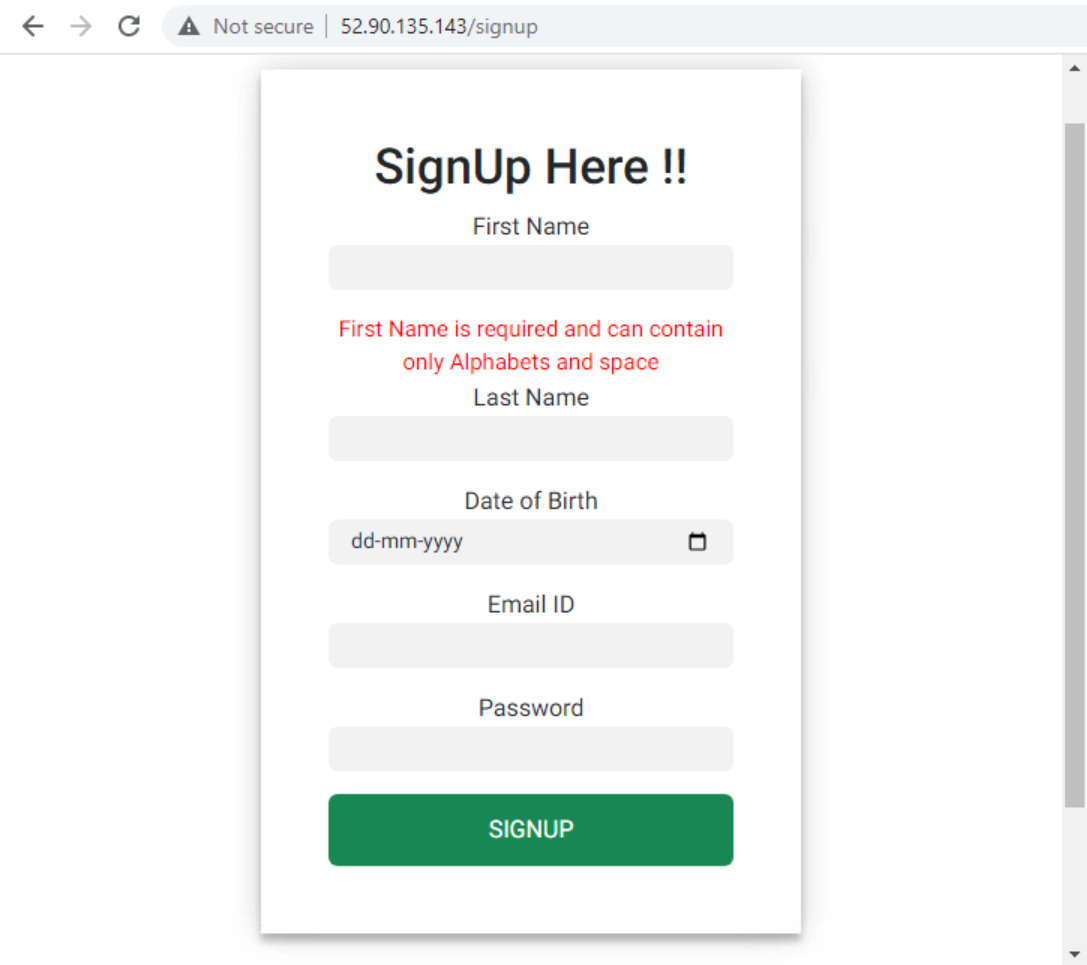 Not secure | 52.90.135.143/signup
SignUp Here !!
First Name
First Name is required and can contain
only Alphabets and space
Last Name
Date of Birth
dd-mm-yyyy
Email ID
Password
SIGNUP